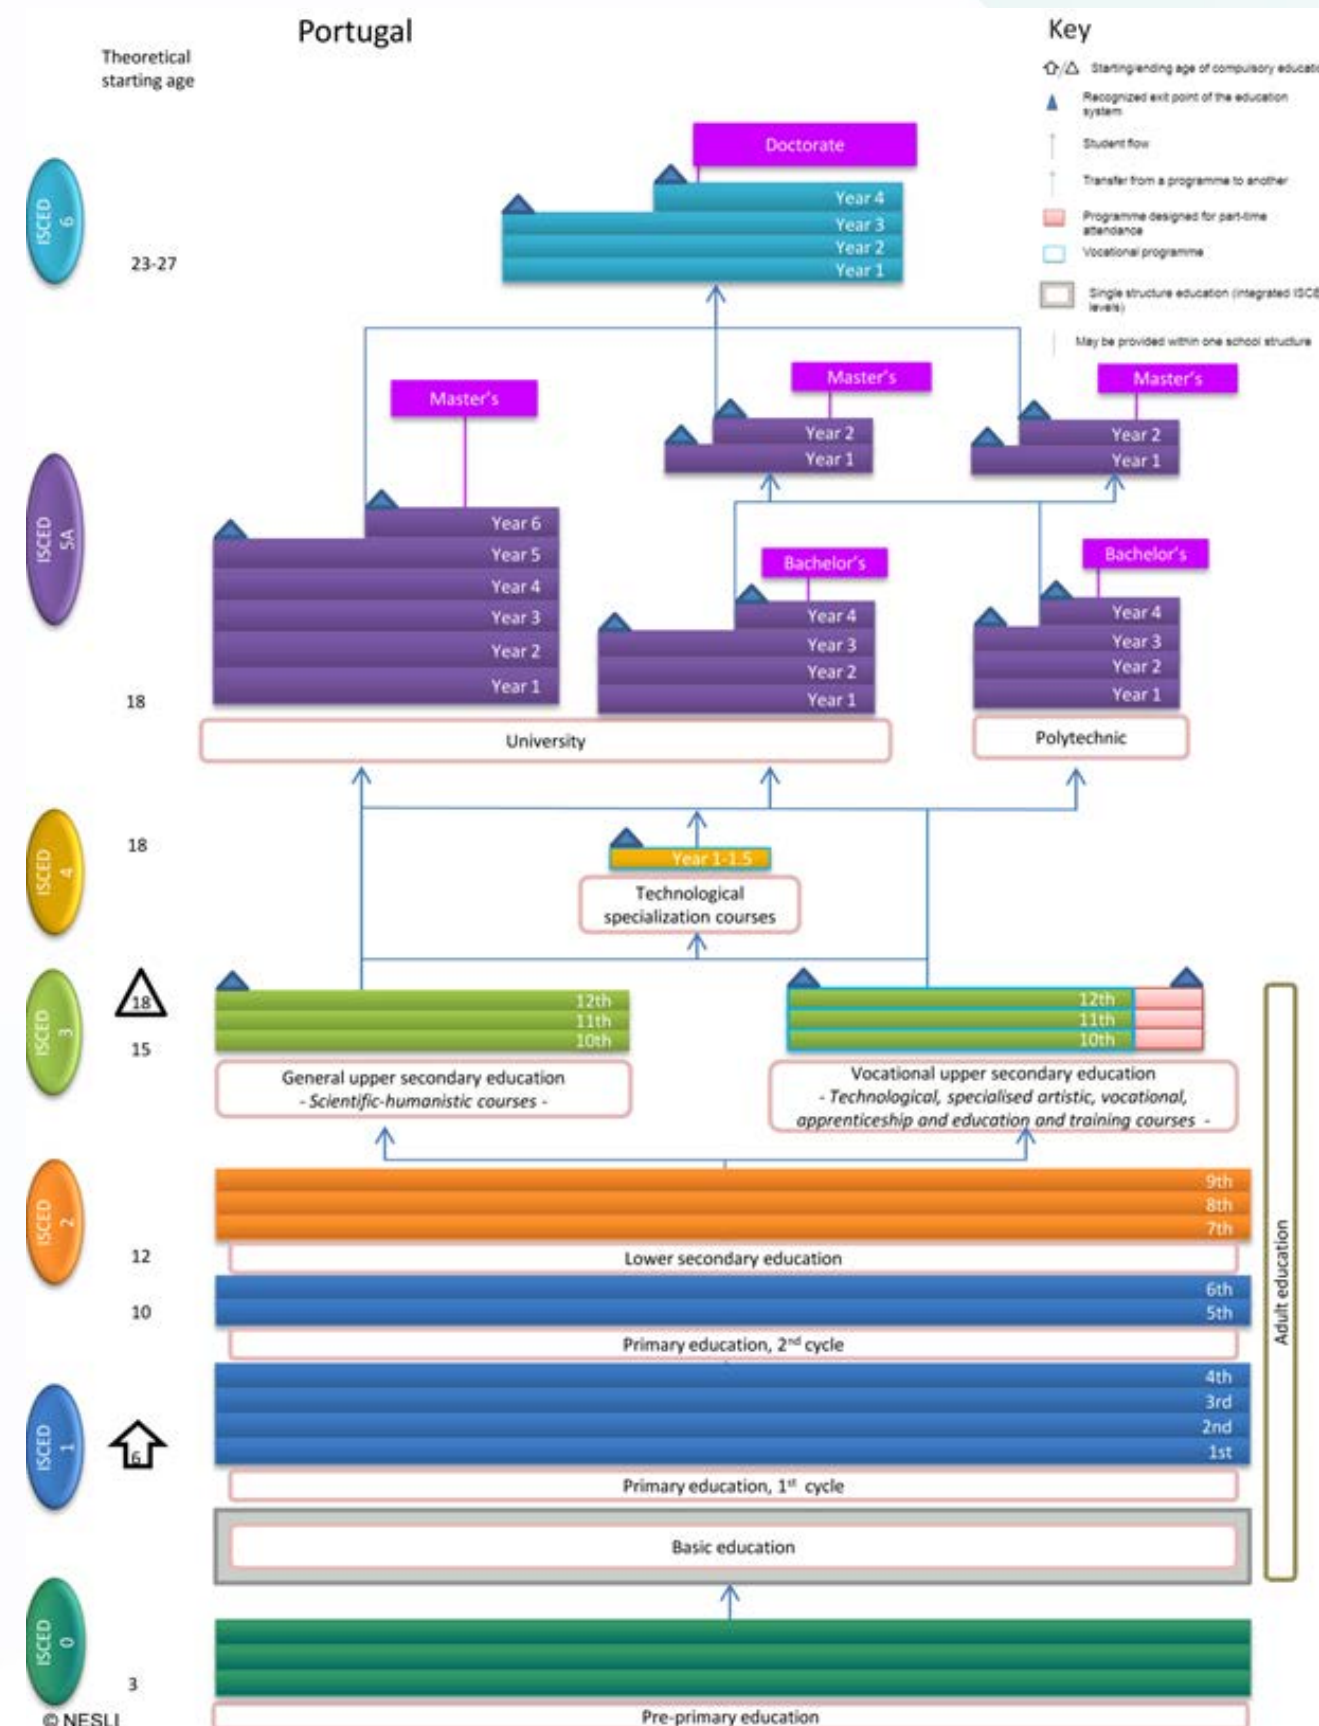 Portugal
Key
Theoretical
starting age
Starting/ending age of compulsory educatio
Recognized exit point of the education
system
Student flow
Transfer from a programme to another
Programme designed for part-time
attendance
Vocational programme
Single structure education (integrated ISCE
levels)
May be provided within one school structure
ISCED
6
23-27
Doctorate
Year 4
Year 3
Year 2
Year 1
ISCED
5A
18
Master's
Year 6
Year 5
Year 4
Year 3
Year 2
Year 1
Master's
Year 2
Year 1
Master's
Year 2
Year 1
Bachelor's
Year 4
Year 3
Year 2
Year 1
Bachelor's
Year 4
Year 3
Year 2
Year 1
University
Polytechnic
ISCED
4
18
Year 1-1.5
Technological
specialization courses
ISCED
3
18
15
12th
11th
10th
General upper secondary education
- Scientific-humanistic courses -
12th
11th
10th
Vocational upper secondary education
- Technological, specialised artistic, vocational,
apprenticeship and education and training courses -
ISCED
2
12
9th
8th
7th
Lower secondary education
10
6th
5th
Primary education, 2nd cycle
ISCED
1
6
4th
3rd
2nd
1st
Primary education, 1st cycle
Basic education
Adult education
ISCED
0
3
Pre-primary education
© NESLI